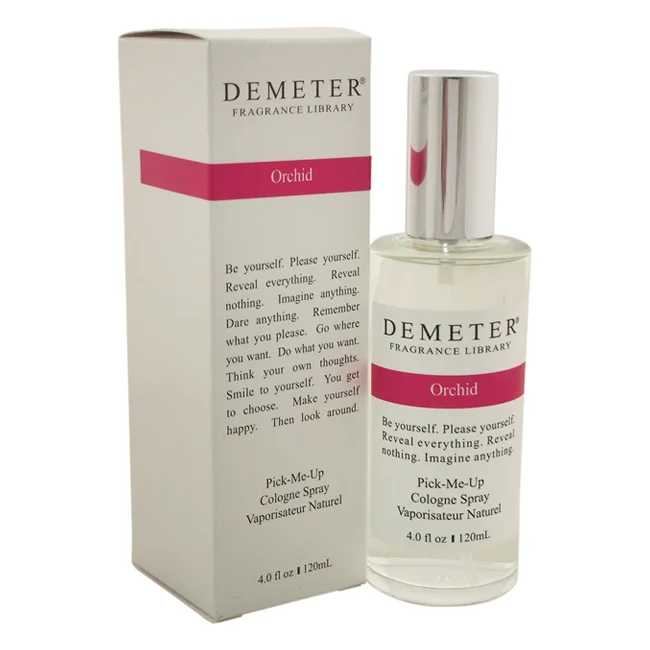 DEMETER®
FRAGRANCE LIBRARY
Orchid
Be yourself. Please yourself.
Reveal everything. Reveal
nothing. Imagine anything.
Dare anything. Remember
what you please. Go where
you want. Do what you want.
Think your own thoughts.
Smile to yourself. You get
to choose. Make yourself
happy. Then look around.
Pick-Me-Up
Cologne Spray
Vaporisateur Naturel
4.0 fl oz | 120mL
DEMETER®
FRAGRANCE LIBRARY
Orchid
Be yourself. Please yourself.
Reveal everything. Reveal
nothing. Imagine anything.
Pick-Me-Up
Cologne Spray
Vaporisateur Naturel
4.0 fl oz | 120mL